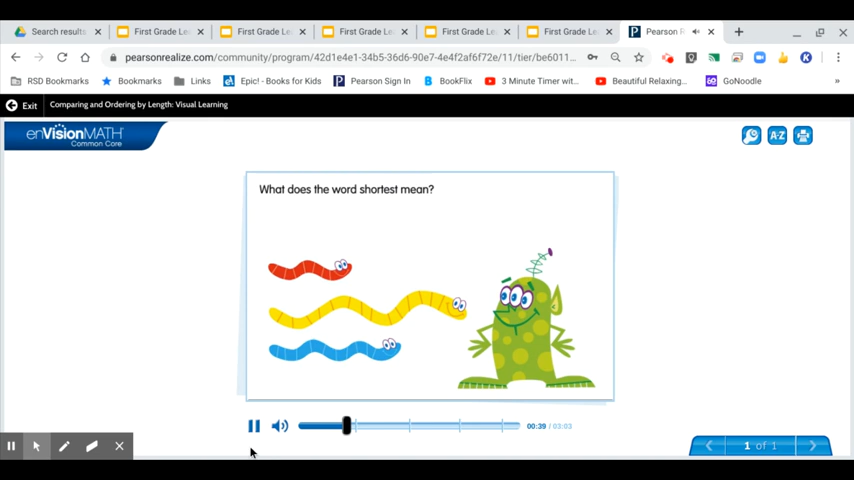 Search results
First Grade Le
First Grade Le
First Grade Le
First Grade Le
First Grade Le
Pearson R
pearsonrealize.com/community/program/42d1e4e1-34b5-36d6-90e7-4e4f2af6f72e/11/tier/be6011...
RSD Bookmarks
Bookmarks
Links
Epic! - Books for Kids
Pearson Sign In
BookFlix
3 Minute Timer wit...
Beautiful Relaxing...
GoNoodle
Exit
Comparing and Ordering by Length: Visual Learning
enVisionMATH
Common Core
A-Z
What does the word shortest mean?
00:39 / 03:03
1 of 1